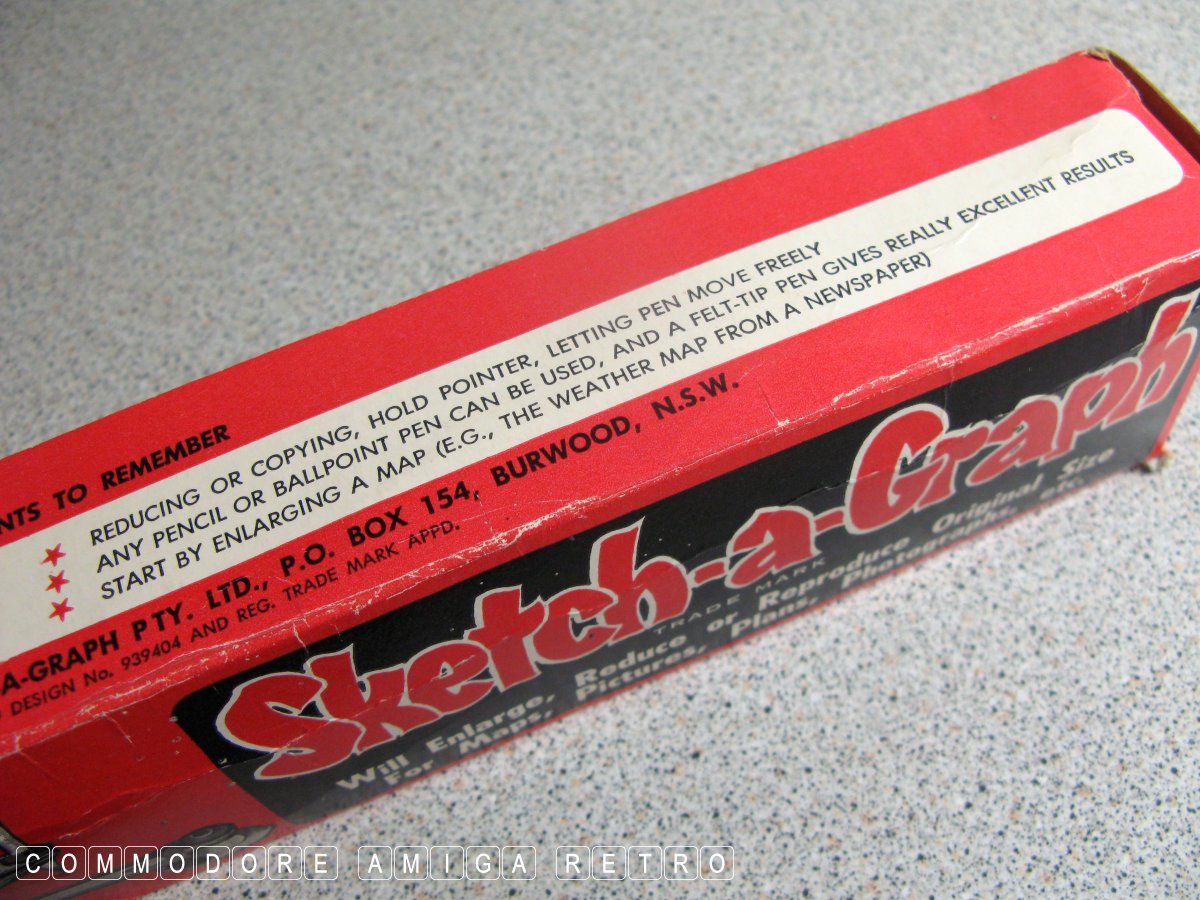 NTS TO REMEMBER
REDUCING OR COPYING, HOLD POINTER, LETTING PEN MOVE FREELY
ANY PENCIL OR BALLPOINT PEN CAN BE USED, AND A FELT-TIP PEN GIVES REALLY EXCELLENT RESULTS
START BY ENLARGING A MAP (E.G., THE WEATHER MAP FROM A NEWSPAPER)
A-GRAPH PTY. LTD., P.O. BOX 154, BURWOOD, N.S.W.
DESIGN No. 939404 AND REG. TRADE MARK APPD.
Sketch-a-Graph
TRADE MARK
Will Enlarge, Reduce or Reproduce Original Size
For Maps, Pictures, Plans, etc.
COMMODORE AMIGA RETRO